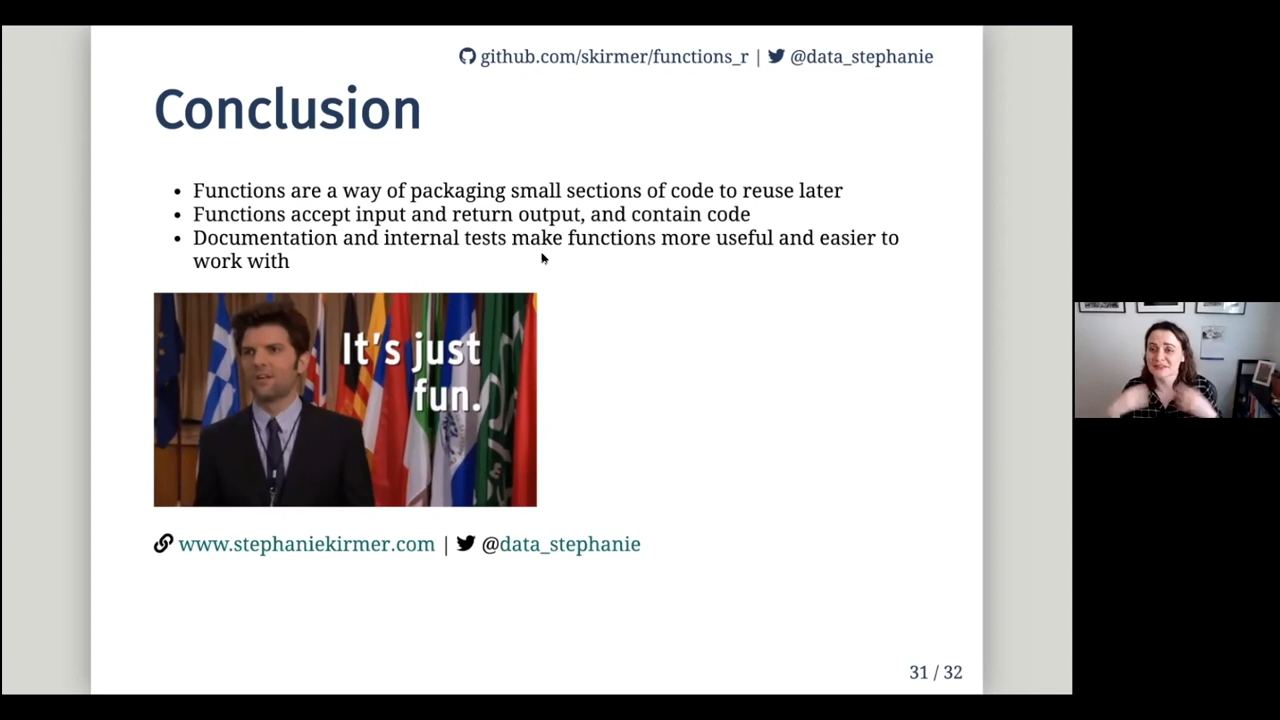 github.com/skirmer/functions_r | @data_stephanie
Conclusion
• Functions are a way of packaging small sections of code to reuse later
• Functions accept input and return output, and contain code
• Documentation and internal tests make functions more useful and easier to
work with
It's just
fun.
www.stephaniekirmer.com | @data_stephanie
31 / 32